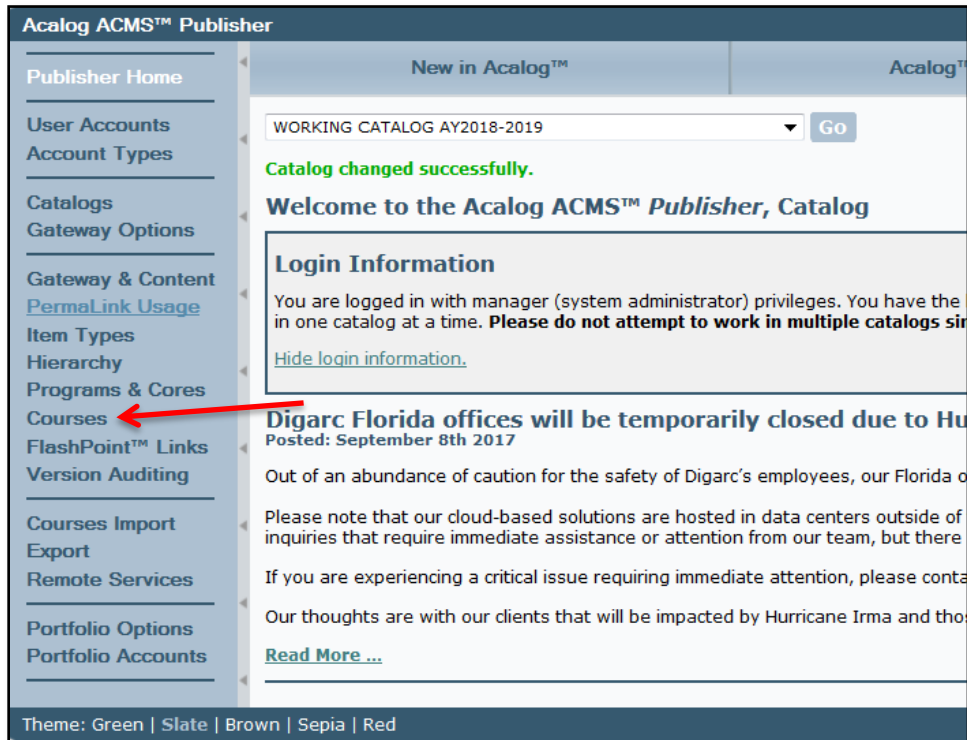 Acalog ACMS™ Publisher
Publisher Home
User Accounts
Account Types
Catalogs
Gateway Options
Gateway & Content
PermaLink Usage
Item Types
Hierarchy
Programs & Cores
Courses
FlashPoint™ Links
Version Auditing
Courses Import
Export
Remote Services
Portfolio Options
Portfolio Accounts
New in Acalog™
Acalog™
WORKING CATALOG AY2018-2019
Go
Catalog changed successfully.
Welcome to the Acalog ACMS™ Publisher, Catalog
Login Information
You are logged in with manager (system administrator) privileges. You have the
in one catalog at a time. Please do not attempt to work in multiple catalogs
Hide login information.
Digarc Florida offices will be temporarily closed due to
Posted: September 8th 2017
Out of an abundance of caution for the safety of Digarc's employees, our Florida
Please note that our cloud-based solutions are hosted in data centers outside of
inquiries that require immediate assistance or attention from our team, but there
If you are experiencing a critical issue requiring immediate attention, please
Our thoughts are with our clients that will be impacted by Hurricane Irma and
Read More ...
Theme: Green | Slate | Brown | Sepia | Red